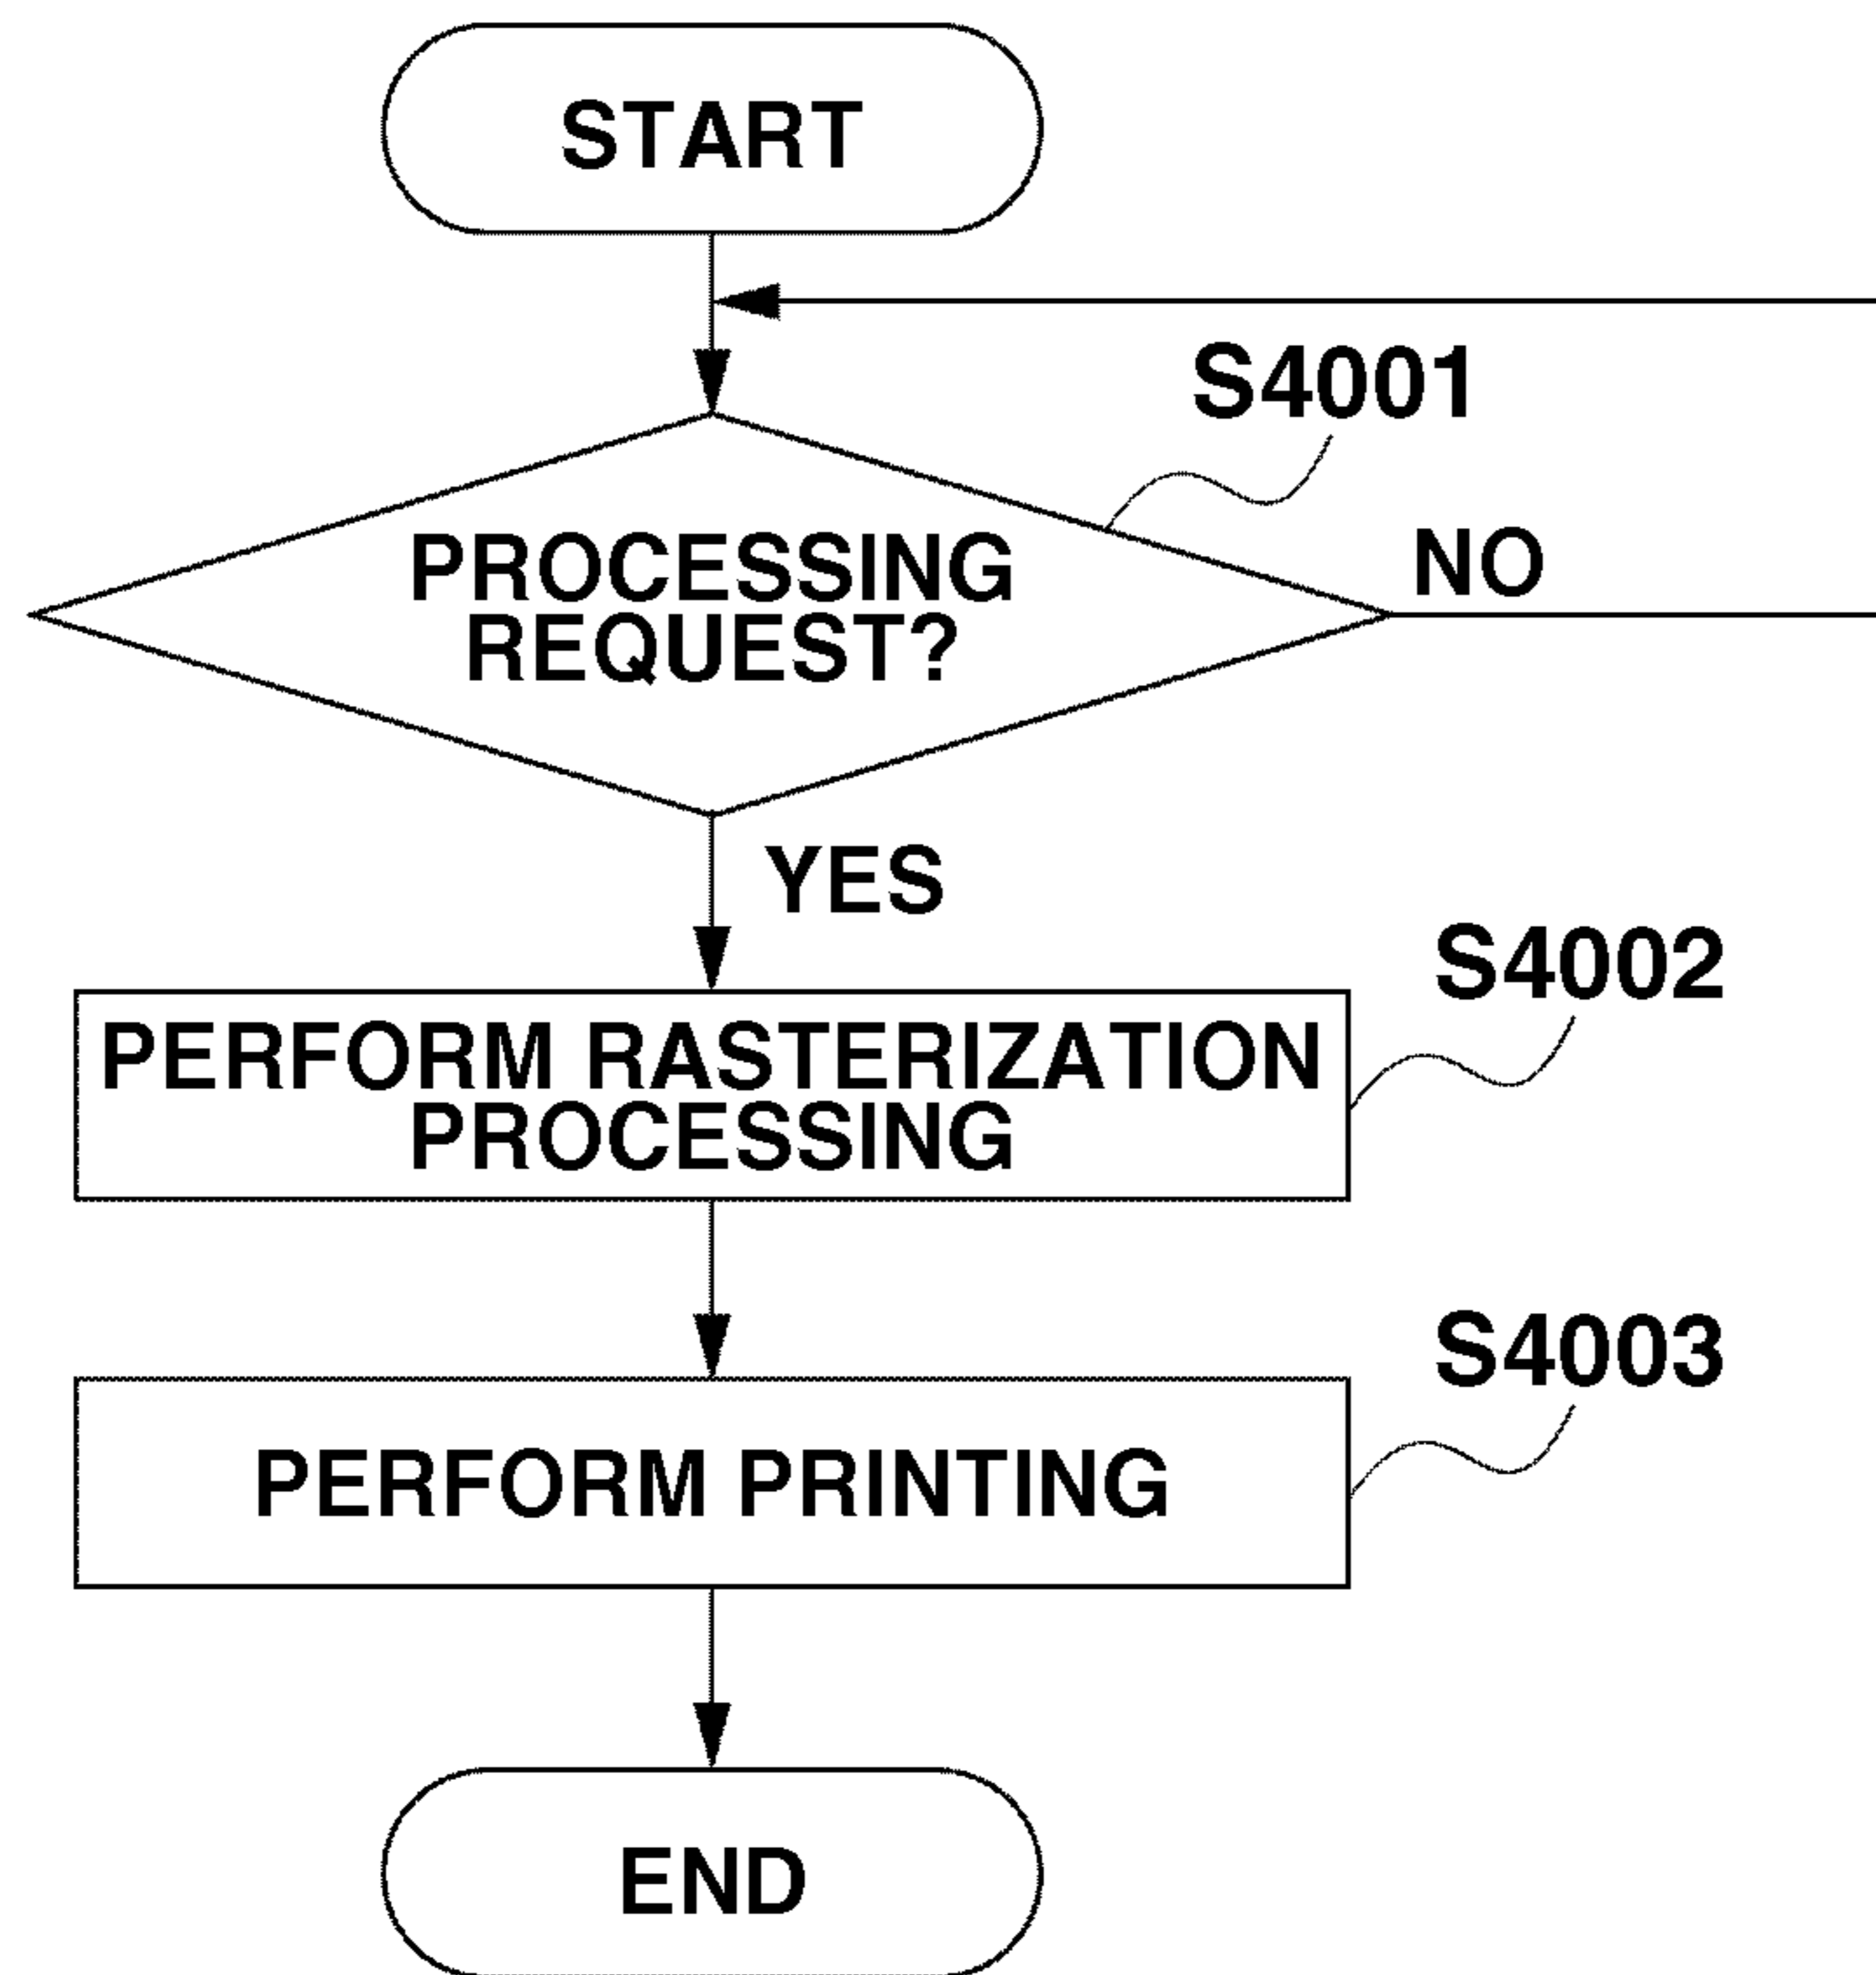 START
S4001
PROCESSING
REQUEST?
NO
YES
S4002
PERFORM RASTERIZATION
PROCESSING
S4003
PERFORM PRINTING
END